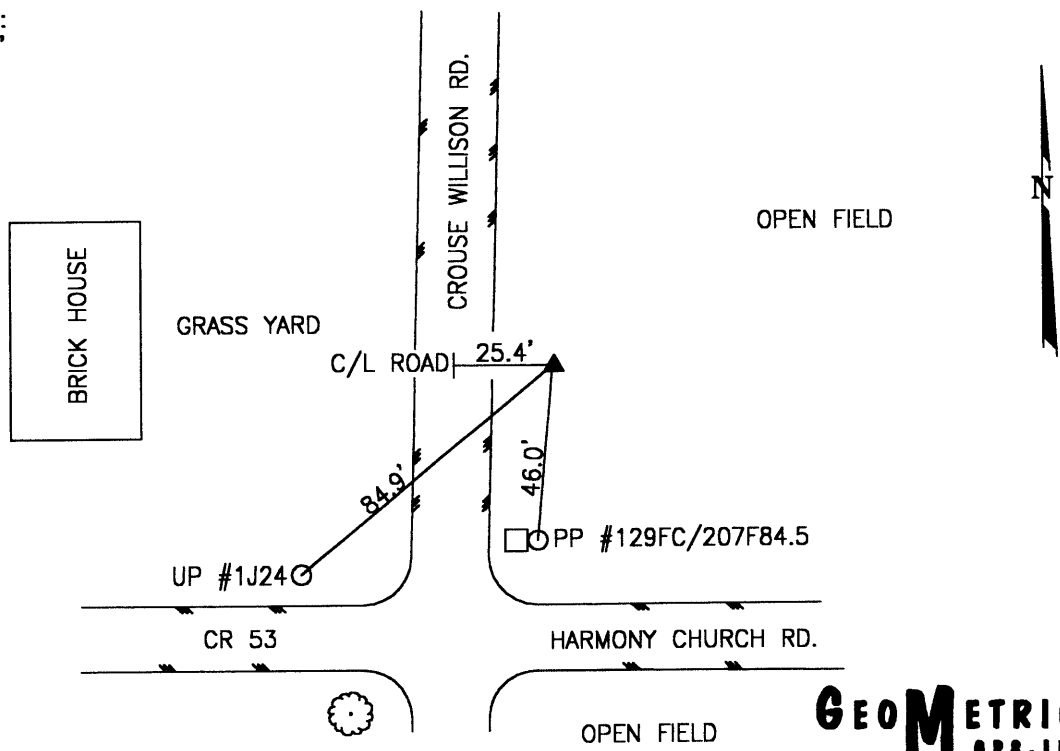 CROUSE WILLISON RD.
N
OPEN FIELD
BRICK HOUSE
GRASS YARD
C/L ROAD 25.4'
84.9'
46.0'
PP #129FC/207F84.5
UP #1J24
CR 53
HARMONY CHURCH RD.
OPEN FIELD